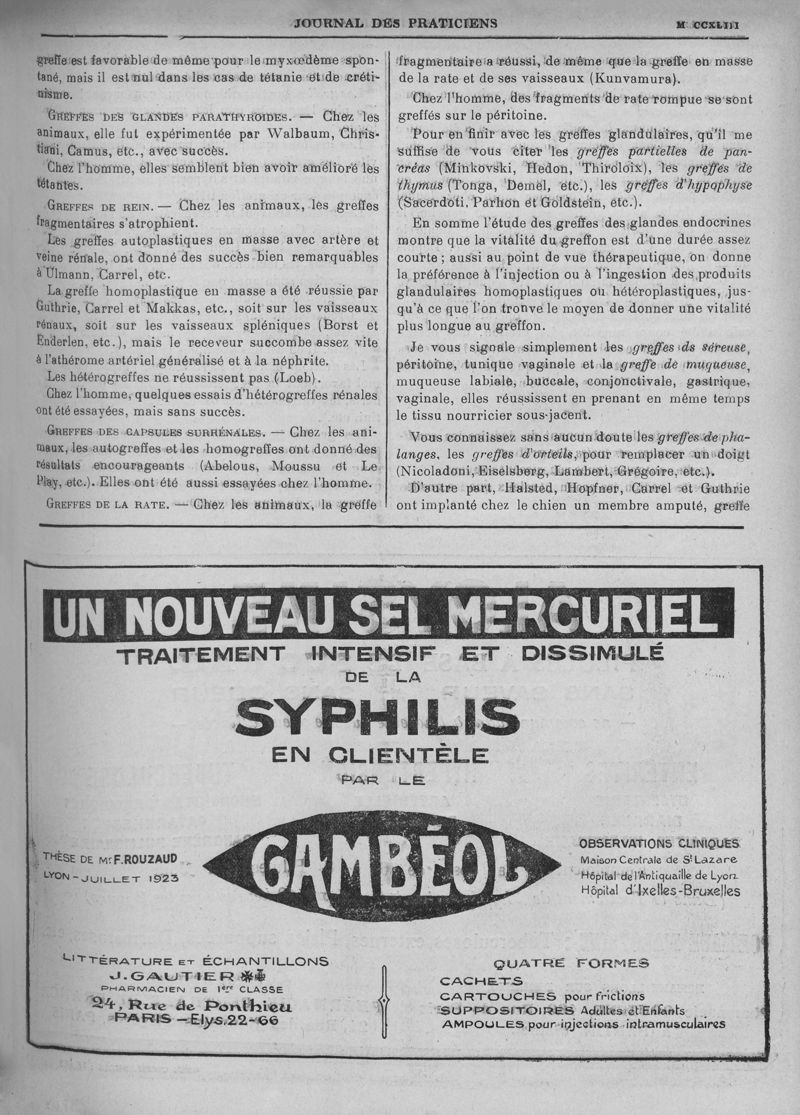 JOURNAL DES PRATICIENS
M CCXLIII
greffe est favorable de même pour le myxœdème spon-
tané, mais il est nul dans les cas de tétanie et de créti-
nisme.
GREFFES DES GLANDES PARATHYROÏDES. — Chez les
animaux, elle fut expérimentée par Walbaum, Chris-
tiani, Camus, etc., avec succès.
Chez l'homme, elles semblent bien avoir amélioré les
tétantes.
GREFFES DE REIN. — Chez les animaux, les greffes
fragmentaires s'atrophient.
Les greffes autoplastiques en masse avec artère et
veine rénale, ont donné des succès bien remarquables
à Ulmann, Carrel, etc.
La greffe homoplastique en masse a été réussie par
Guthrie, Carrel et Makkas, etc., soit sur les vaisseaux
rénaux, soit sur les vaisseaux spléniques (Borst et
Enderlen, etc.), mais le receveur succombe assez vite
à l'athérome artériel généralisé et à la néphrite.
Les hétérogreffes ne réussissent pas (Loeb).
Chez l'homme, quelques essais d'hétérogreffes rénales
ont été essayées, mais sans succès.
GREFFES DES CAPSULES SURRÉNALES. — Chez les ani-
maux, les autogreffes et les homogreffes ont donné des
résultats encourageants (Abelous, Moussu et Le
Play, etc.). Elles ont été aussi essayées chez l'homme.
GREFFES DE LA RATE. — Chez les animaux, la greffe
fragmentaire a réussi, de même que la greffe en masse
de la rate et de ses vaisseaux (Kunvamura).
Chez l'homme, des fragments de rate rompue se sont
greffés sur le péritoine.
Pour en finir avec les greffes glandulaires, qu'il me
suffise de vous citer les greffes partielles de pan-
créas (Minkovski, Hedon, Thiroloix), les greffes de
thymus (Tonga, Demel, etc.), les greffes d'hypophyse
(Sacerdoti, Parhon et Goldstein, etc.).
En somme l'étude des greffes des glandes endocrines
montre que la vitalité du greffon est d'une durée assez
courte ; aussi au point de vue thérapeutique, on donne
la préférence à l'injection ou à l'ingestion des produits
glandulaires homoplastiques ou hétéroplastiques, jus-
qu'à ce que l'on tronve le moyen de donner une vitalité
plus longue au greffon.
Je vous signale simplement les greffes ds séreuse,
péritoine, tunique vaginale et la greffe de muqueuse,
muqueuse labiale, buccale, conjonctivale, gastrique,
vaginale, elles réussissent en prenant en même temps
le tissu nourricier sous-jacent.
Vous connaissez sans aucun doute les greffes de pha-
langes, les greffes d'orteils, pour remplacer un doigt
(Nicoladoni, Eiselsberg, Lambert, Grégoire, etc.).
D'autre part, Halsted, Hopfner, Carrel et Guthrie
ont implanté chez le chien un membre amputé, greffe
UN NOUVEAU SEL MERCURIEL
TRAITEMENT INTENSIF ET DISSIMULÉ
DE LA
SYPHILIS
EN CLIENTÈLE
PAR LE
GAMBÉOL
THÈSE DE Mr F. ROUZAUD
LYON - JUILLET 1923
OBSERVATIONS CLINIQUES
Maison Centrale de St Lazare
Hôpital de l'Antiquaille de Lyon
Hôpital d'Ixelles-Bruxelles
LITTÉRATURE ET ÉCHANTILLONS
J. GAUTIER
PHARMACIEN DE 1ère CLASSE
24, Rue de Ponthieu
PARIS — Elys. 22-66
QUATRE FORMES
CACHETS
CARTOUCHES pour frictions
SUPPOSITOIRES Adultes et Enfants
AMPOULES pour injections intramusculaires